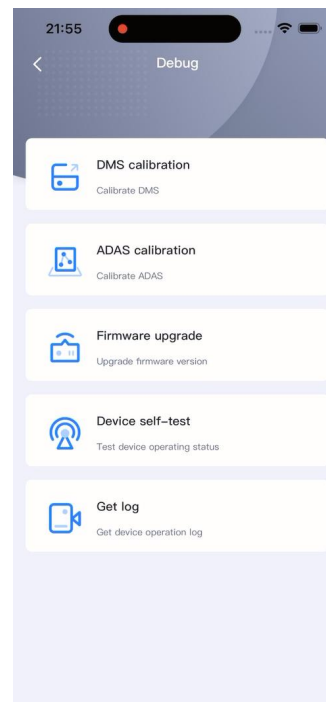 21:55
Debug
DMS calibration
Calibrate DMS
ADAS calibration
Calibrate ADAS
Firmware upgrade
Upgrade firmware version
Device self-test
Test device operating status
Get log
Get device operation log